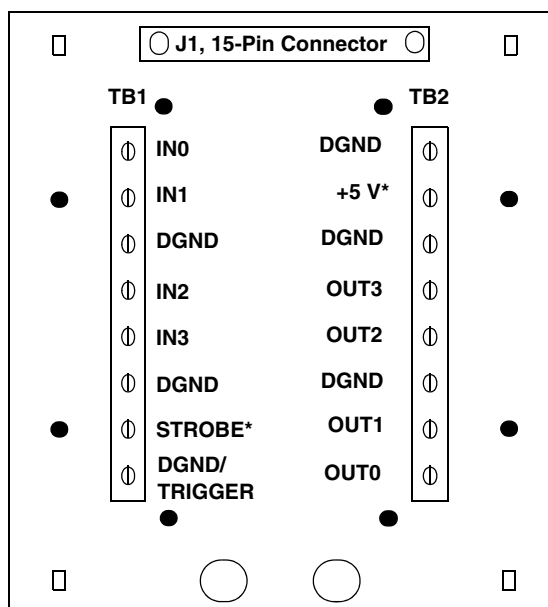 J1, 15-Pin Connector
TB1
TB2
IN0
IN1
DGND
IN2
IN3
DGND
STROBE*
DGND/
TRIGGER
DGND
+5 V*
DGND
OUT3
OUT2
DGND
OUT1
OUT0